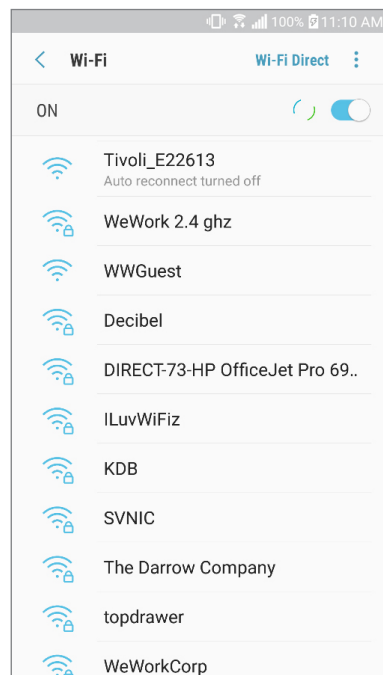 100% 11:10 AM
Wi-Fi Wi-Fi Direct
ON
Tivoli_E22613
Auto reconnect turned off
WeWork 2.4 ghz
WWGuest
Decibel
DIRECT-73-HP OfficeJet Pro 69..
ILuvWiFiz
KDB
SVNIC
The Darrow Company
topdrawer
WeWorkCorp